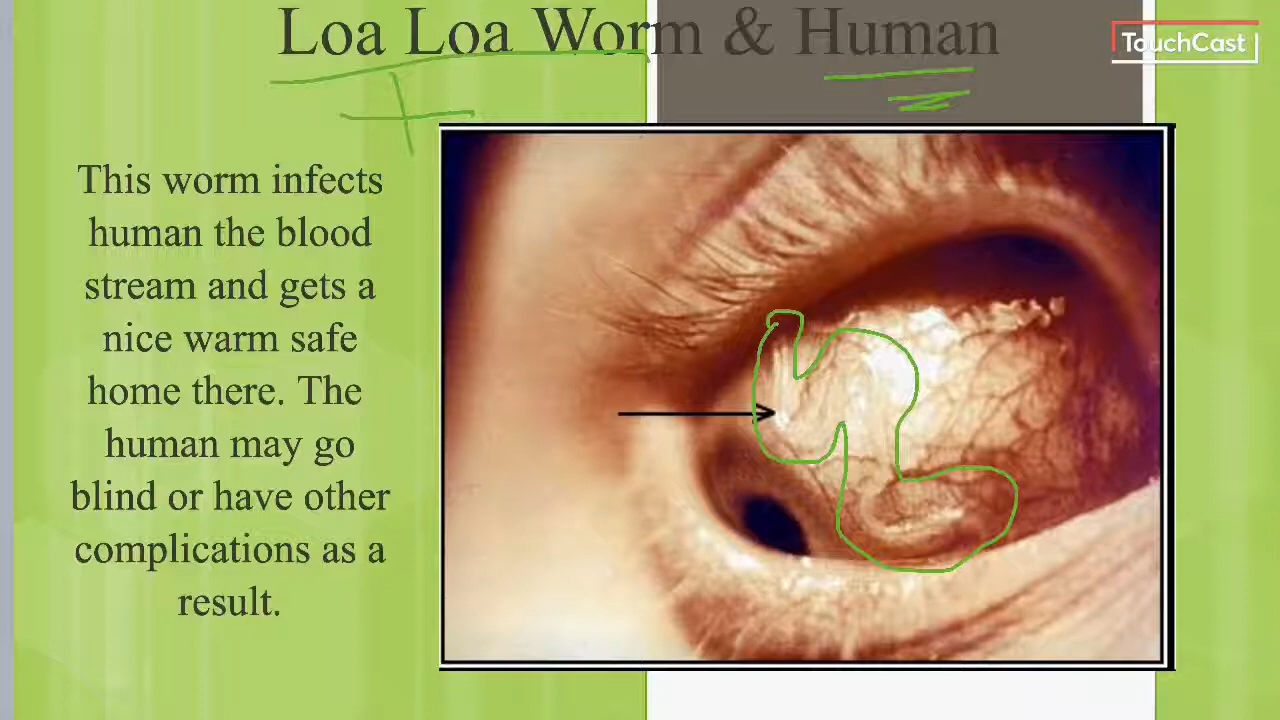 Loa Loa Worm & Human
TouchCast
This worm infects
human the blood
stream and gets a
nice warm safe
home there. The
human may go
blind or have other
complications as a
result.